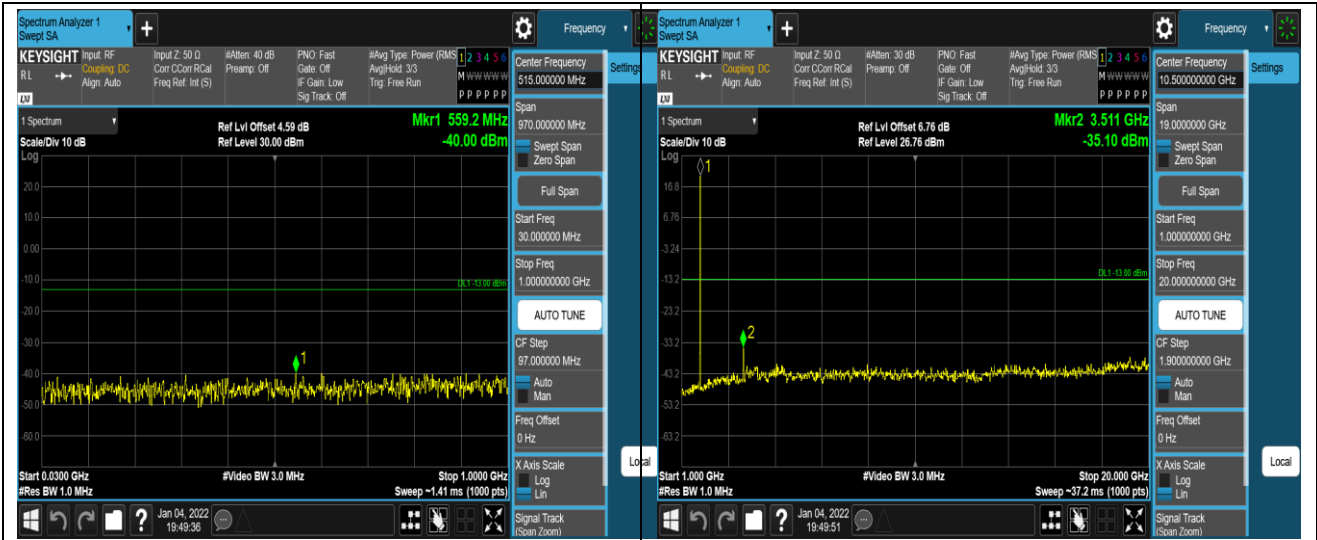 Spectrum Analyzer 1
Swept SA
+
Frequency
KEYSIGHT
RL
LXI
Input: RF
Coupling: DC
Align: Auto
Input Z: 50 Ω
Corr CCorr RCal
Freq Ref: Int (S)
#Atten: 40 dB
Preamp: Off
PNO: Fast
Gate: Off
IF Gain: Low
Sig Track: Off
#Avg Type: Power (RMS
Avg|Hold: 3/3
Trig: Free Run
1 2 3 4 5 6
M W W W W W
P P P P P P
Center Frequency
515.000000 MHz
Settings
1 Spectrum
Scale/Div 10 dB
Log
Ref Lvl Offset 4.59 dB
Ref Level 30.00 dBm
Mkr1 559.2 MHz
-40.00 dBm
20.0
10.0
0.00
-10.0
-20.0
-30.0
-40.0
-50.0
-60.0
DL1 -13.00 dBm
1
Span
970.000000 MHz
Swept Span
Zero Span
Full Span
Start Freq
30.000000 MHz
Stop Freq
1.000000000 GHz
AUTO TUNE
CF Step
97.000000 MHz
Auto
Man
Freq Offset
0 Hz
X Axis Scale
Log
Lin
Signal Track
(Span Zoom)
Local
Start 0.0300 GHz
#Res BW 1.0 MHz
#Video BW 3.0 MHz
Stop 1.0000 GHz
Sweep ~1.41 ms (1000 pts)
?
Jan 04, 2022
19:49:36
Spectrum Analyzer 1
Swept SA
+
Frequency
KEYSIGHT
RL
LXI
Input: RF
Coupling: DC
Align: Auto
Input Z: 50 Ω
Corr CCorr RCal
Freq Ref: Int (S)
#Atten: 30 dB
Preamp: Off
PNO: Fast
Gate: Off
IF Gain: Low
Sig Track: Off
#Avg Type: Power (RMS
Avg|Hold: 3/3
Trig: Free Run
1 2 3 4 5 6
M W W W W W
P P P P P P
Center Frequency
10.500000000 GHz
Settings
1 Spectrum
Scale/Div 10 dB
Log
Ref Lvl Offset 6.76 dB
Ref Level 26.76 dBm
Mkr2 3.511 GHz
-35.10 dBm
16.8
6.76
-3.24
-13.2
-23.2
-33.2
-43.2
-53.2
-63.2
DL1 -13.00 dBm
1
2
Span
19.0000000 GHz
Swept Span
Zero Span
Full Span
Start Freq
1.000000000 GHz
Stop Freq
20.000000000 GHz
AUTO TUNE
CF Step
1.900000000 GHz
Auto
Man
Freq Offset
0 Hz
X Axis Scale
Log
Lin
Signal Track
(Span Zoom)
Local
Start 1.000 GHz
#Res BW 1.0 MHz
#Video BW 3.0 MHz
Stop 20.000 GHz
Sweep ~37.2 ms (1000 pts)
?
Jan 04, 2022
19:49:51